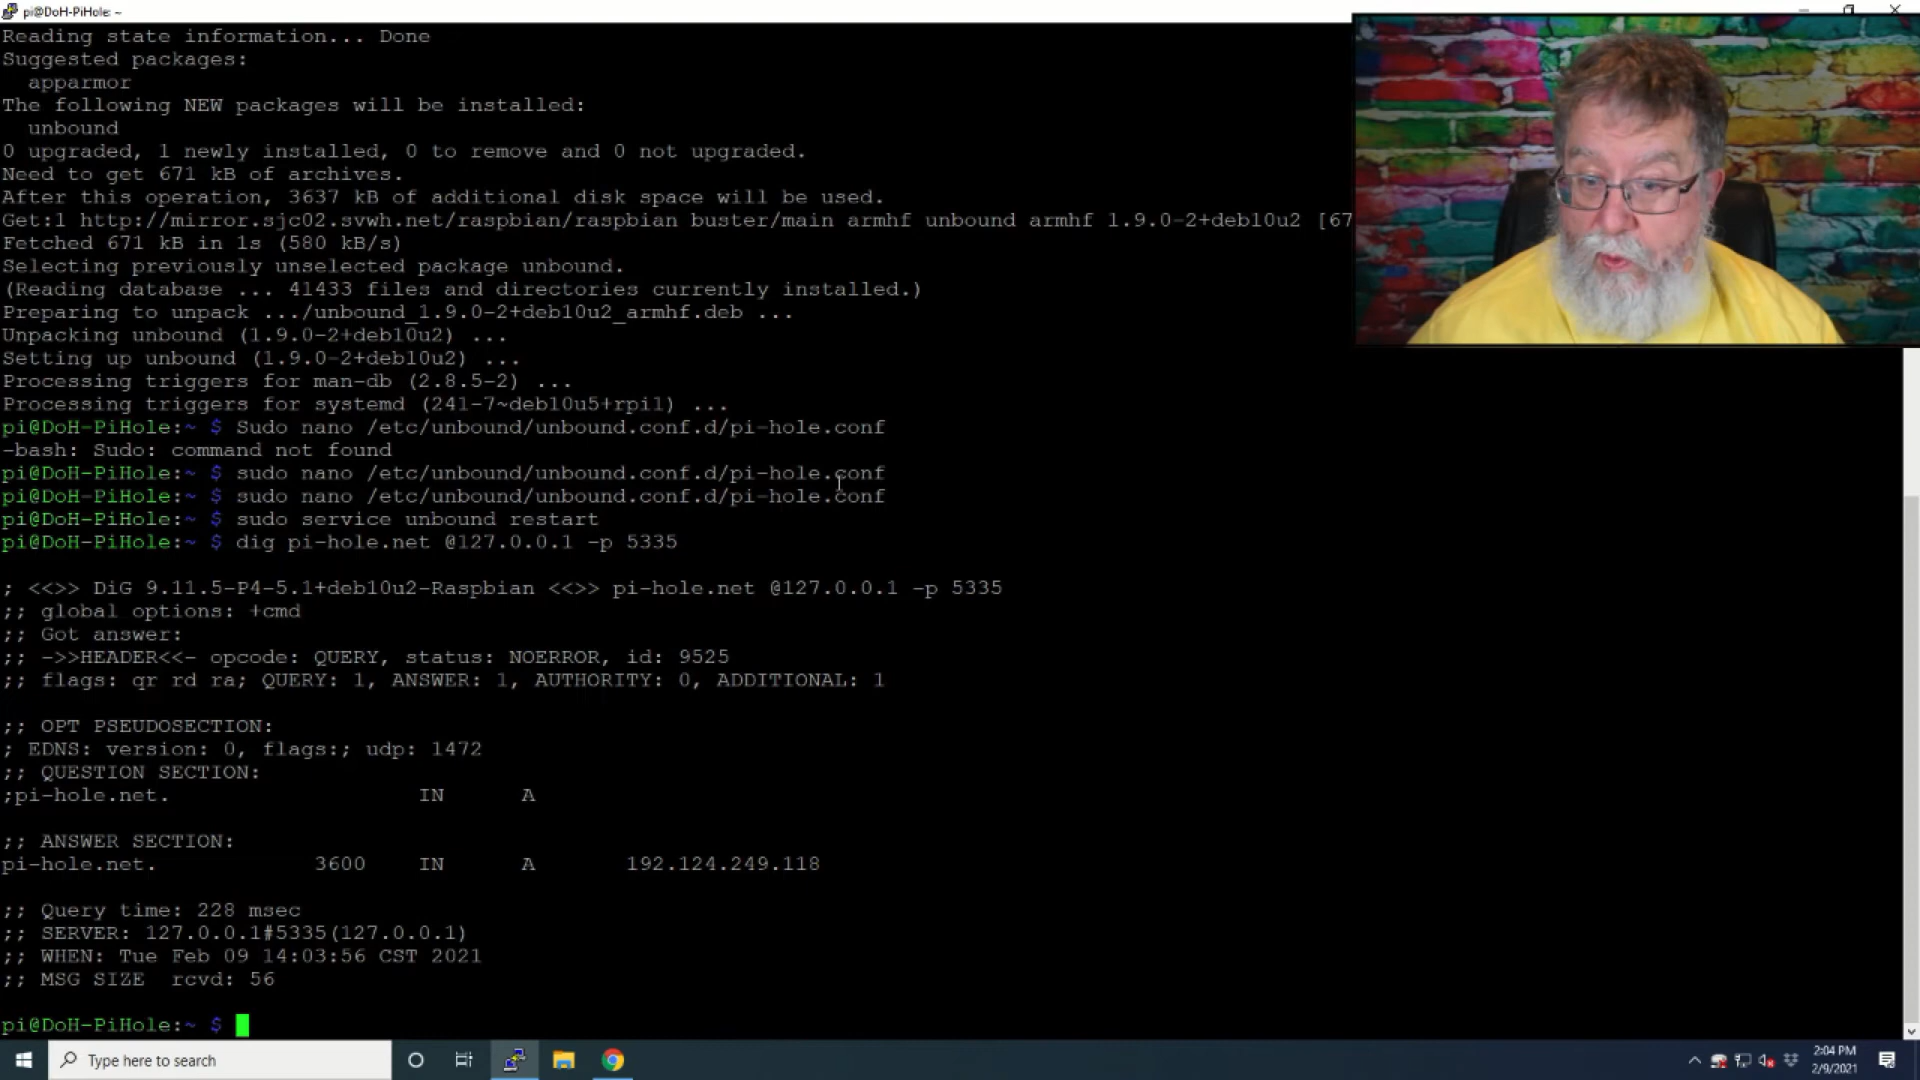 pi@DoH-PiHole: ~
Reading state information... Done
Suggested packages:
  apparmor
The following NEW packages will be installed:
  unbound
0 upgraded, 1 newly installed, 0 to remove and 0 not upgraded.
Need to get 671 kB of archives.
After this operation, 3637 kB of additional disk space will be used.
Get:1 http://mirror.sjc02.svwh.net/raspbian/raspbian buster/main armhf unbound armhf 1.9.0-2+deb10u2 [67
Fetched 671 kB in 1s (580 kB/s)
Selecting previously unselected package unbound.
(Reading database ... 41433 files and directories currently installed.)
Preparing to unpack .../unbound_1.9.0-2+deb10u2_armhf.deb ...
Unpacking unbound (1.9.0-2+deb10u2) ...
Setting up unbound (1.9.0-2+deb10u2) ...
Processing triggers for man-db (2.8.5-2) ...
Processing triggers for systemd (241-7~deb10u5+rpi1) ...
pi@DoH-PiHole:~ $ Sudo nano /etc/unbound/unbound.conf.d/pi-hole.conf
-bash: Sudo: command not found
pi@DoH-PiHole:~ $ sudo nano /etc/unbound/unbound.conf.d/pi-hole.conf
pi@DoH-PiHole:~ $ sudo nano /etc/unbound/unbound.conf.d/pi-hole.conf
pi@DoH-PiHole:~ $ sudo service unbound restart
pi@DoH-PiHole:~ $ dig pi-hole.net @127.0.0.1 -p 5335
; <<>> DiG 9.11.5-P4-5.1+deb10u2-Raspbian <<>> pi-hole.net @127.0.0.1 -p 5335
;; global options: +cmd
;; Got answer:
;; ->>HEADER<<- opcode: QUERY, status: NOERROR, id: 9525
;; flags: qr rd ra; QUERY: 1, ANSWER: 1, AUTHORITY: 0, ADDITIONAL: 1
;; OPT PSEUDOSECTION:
; EDNS: version: 0, flags:; udp: 1472
;; QUESTION SECTION:
;pi-hole.net. IN A
;; ANSWER SECTION:
pi-hole.net. 3600 IN A 192.124.249.118
;; Query time: 228 msec
;; SERVER: 127.0.0.1#5335(127.0.0.1)
;; WHEN: Tue Feb 09 14:03:56 CST 2021
;; MSG SIZE  rcvd: 56
pi@DoH-PiHole:~ $
Type here to search
2:04 PM
2/9/2021